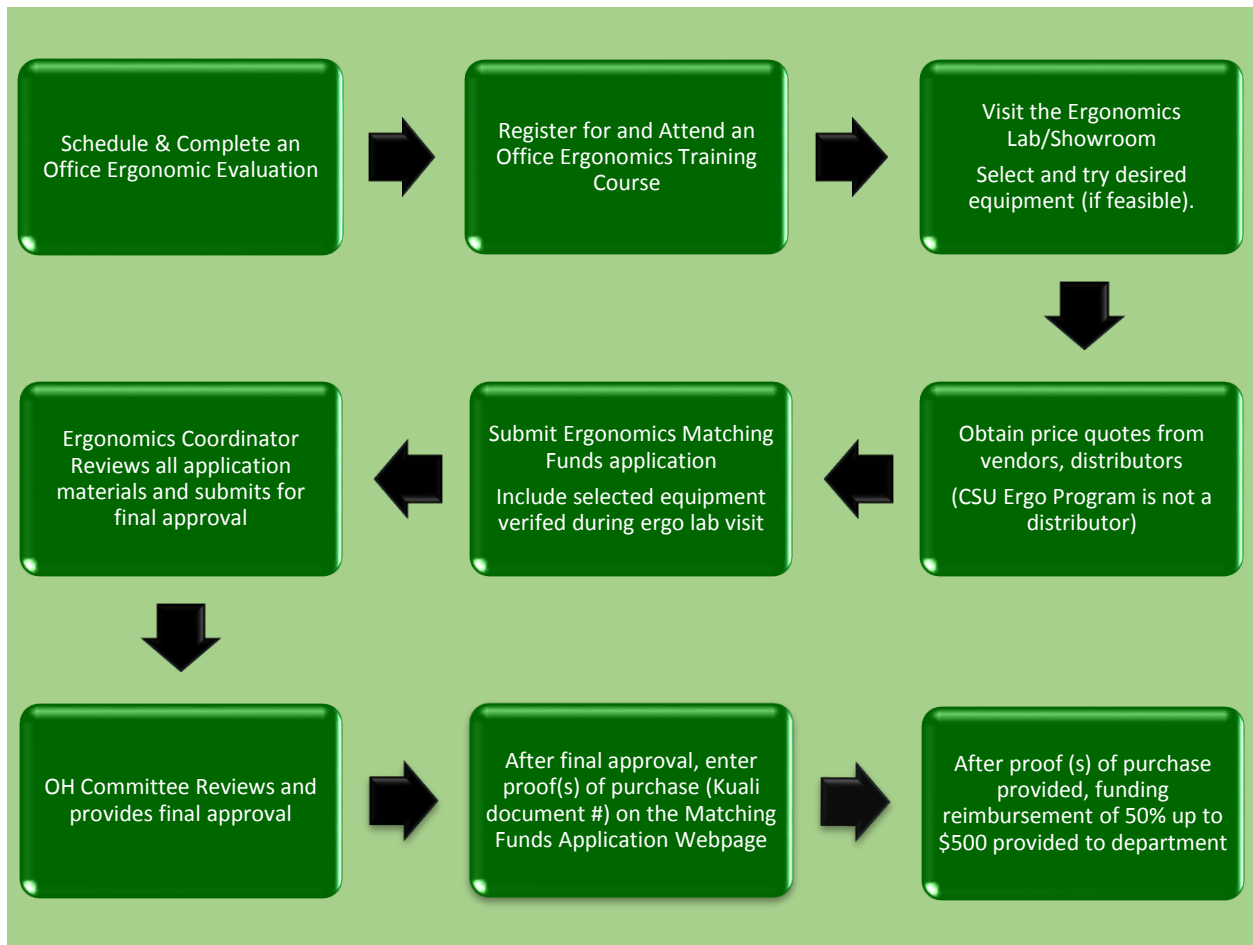 Schedule & Complete an
Office Ergonomic Evaluation
Register for and Attend an
Office Ergonomics Training
Course
Visit the Ergonomics
Lab/Showroom
Select and try desired
equipment (if feasible).
Obtain price quotes from
vendors, distributors
(CSU Ergo Program is not a
distributor)
Submit Ergonomics Matching
Funds application
Include selected equipment
verifed during ergo lab visit
Ergonomics Coordinator
Reviews all application
materials and submits for
final approval
OH Committee Reviews and
provides final approval
After final approval, enter
proof(s) of purchase (Kuali
document #) on the Matching
Funds Application Webpage
After proof (s) of purchase
provided, funding
reimbursement of 50% up to
$500 provided to department